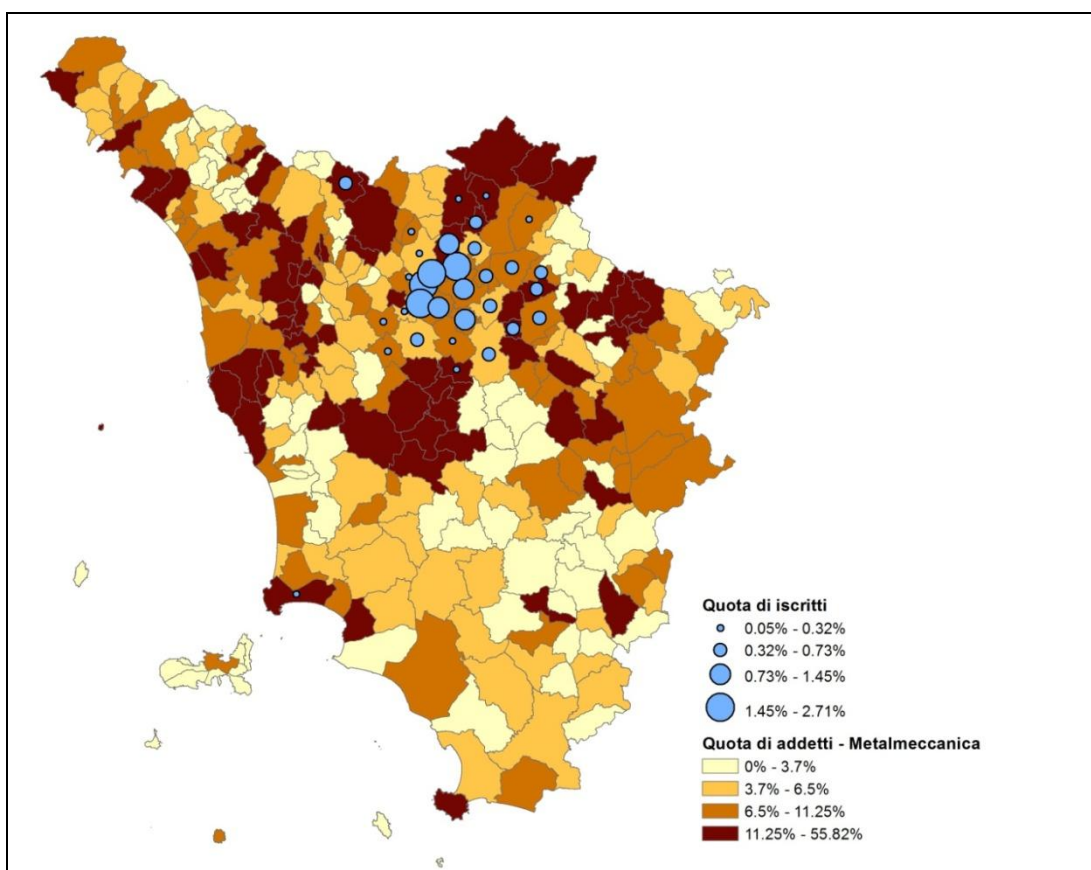 Quota di iscritti
0.05% - 0.32%
0.32% - 0.73%
0.73% - 1.45%
1.45% - 2.71%
Quota di addetti - Metalmeccanica
0% - 3.7%
3.7% - 6.5%
6.5% - 11.25%
11.25% - 55.82%